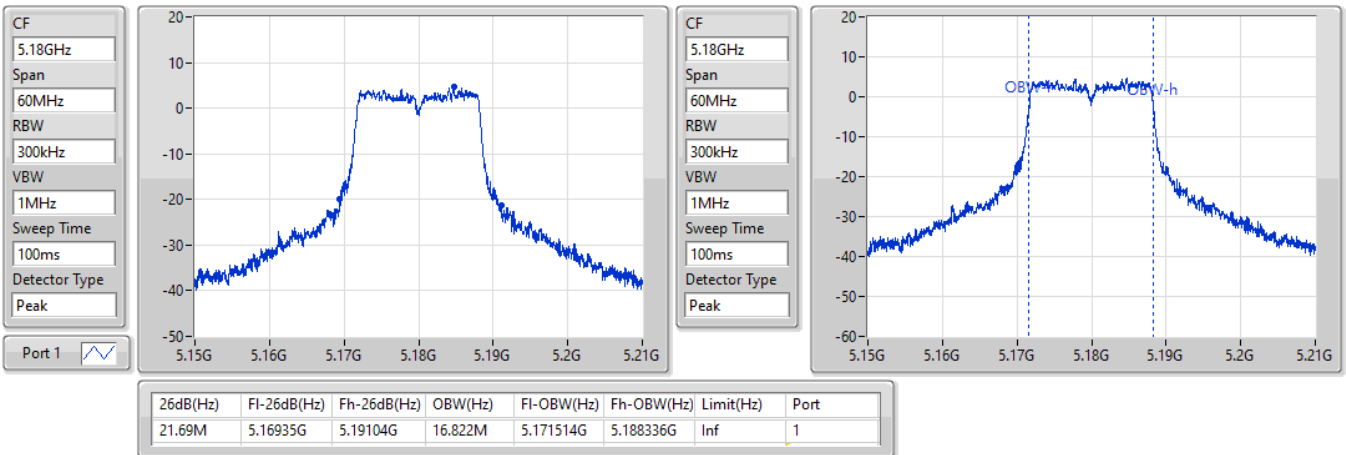 CF
5.18GHz
Span
60MHz
RBW
300kHz
VBW
1MHz
Sweep Time
100ms
Detector Type
Peak
Port 1
20
10
0
-10
-20
-30
-40
-50
5.15G 5.16G 5.17G 5.18G 5.19G 5.2G 5.21G
CF
5.18GHz
Span
60MHz
RBW
300kHz
VBW
1MHz
Sweep Time
100ms
Detector Type
Peak
20
10
0
-10
-20
-30
-40
-50
-60
OBW-h
5.15G 5.16G 5.17G 5.18G 5.19G 5.2G 5.21G
26dB(Hz) Fl-26dB(Hz) Fh-26dB(Hz) OBW(Hz) Fl-OBW(Hz) Fh-OBW(Hz) Limit(Hz) Port
21.69M 5.16935G 5.19104G 16.822M 5.171514G 5.188336G Inf 1